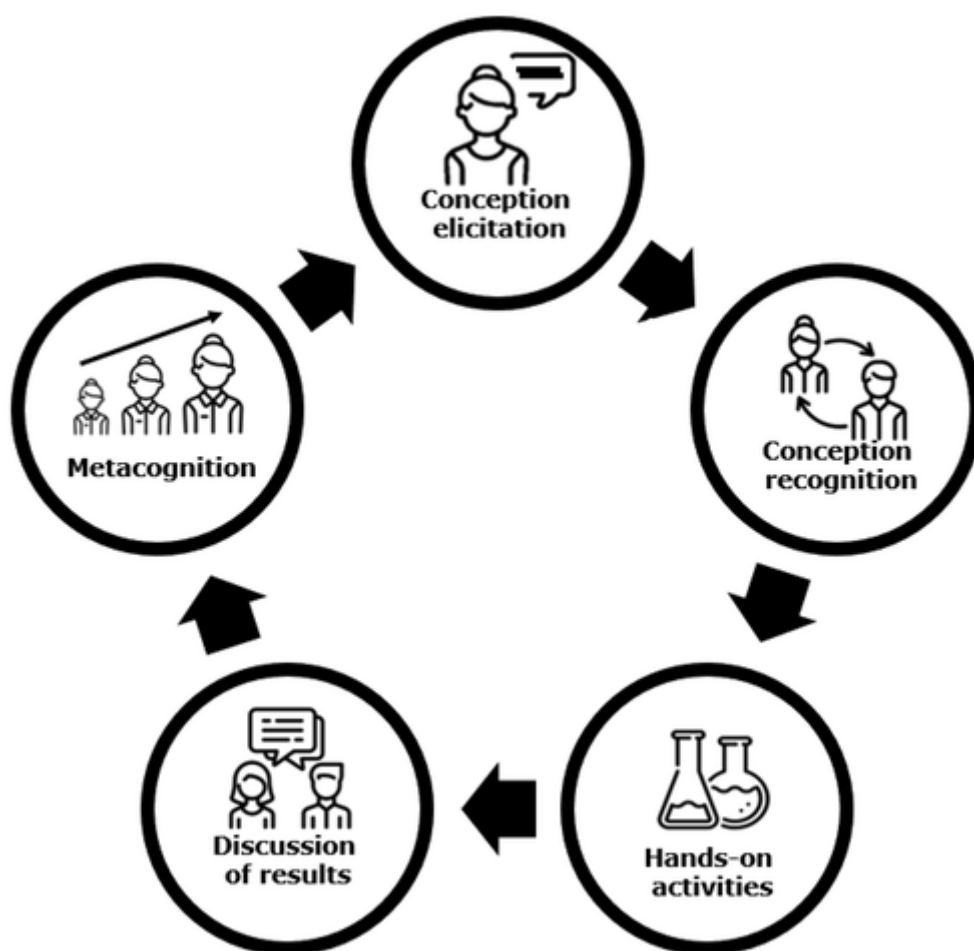 Conception
elicitation
Conception
recognition
Hands-on
activities
Discussion
of results
Metacognition